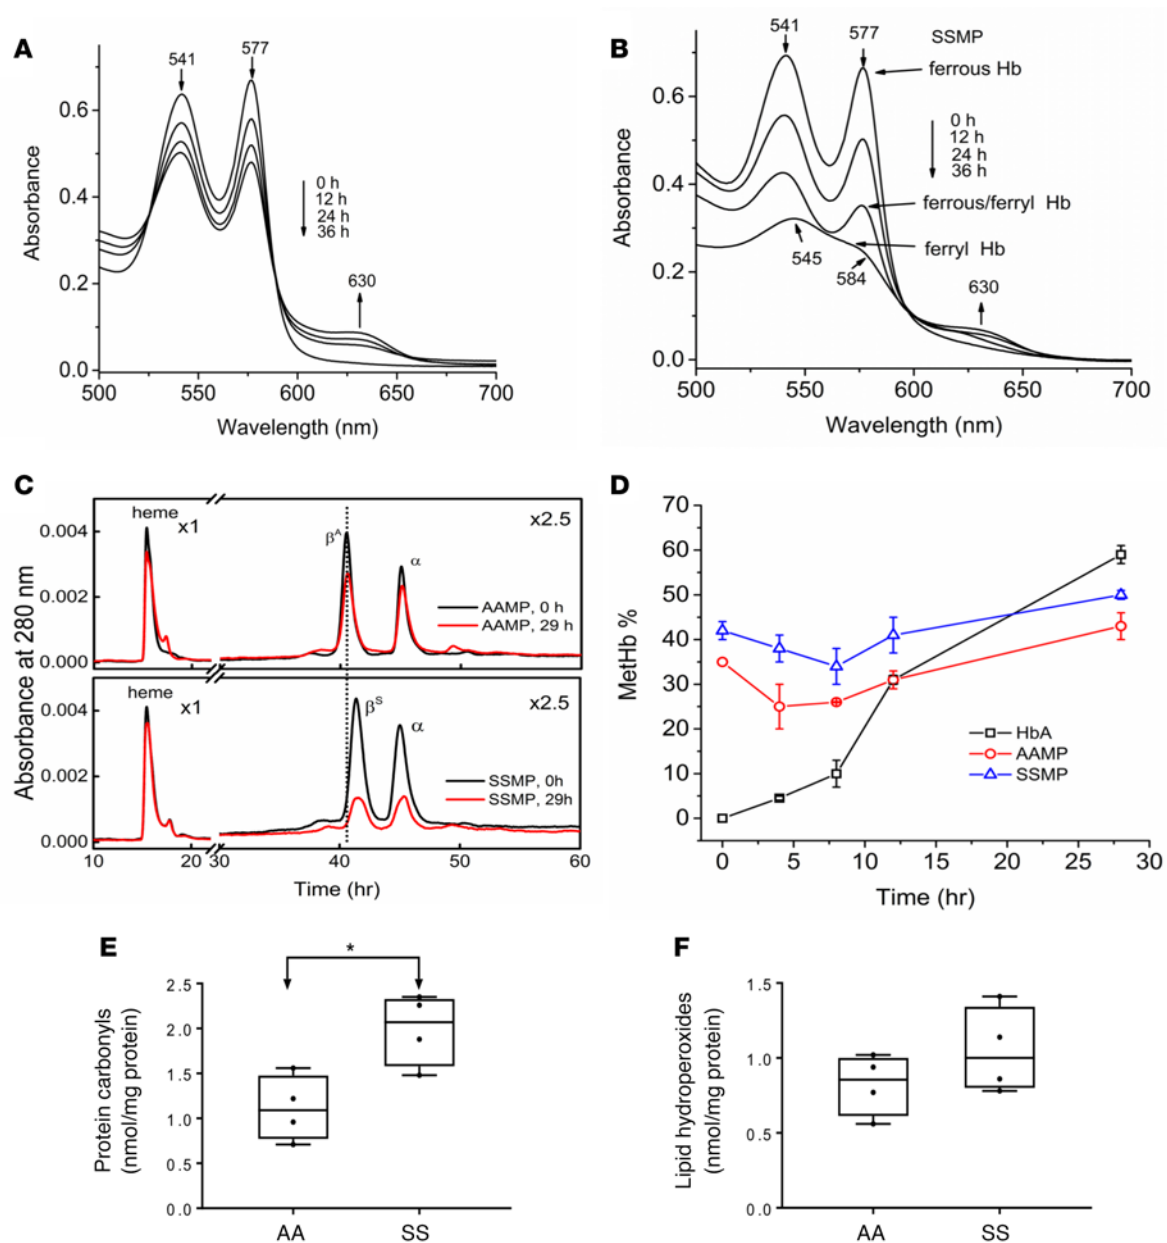 A
541
577
0 h
12 h
24 h
36 h
630
0.6
0.4
0.2
0.0
Absorbance
500
550
600
650
700
Wavelength (nm)
B
541
577
SSMP
ferrous Hb
0 h
12 h
24 h
36 h
ferrous/ferryl Hb
ferryl Hb
545
584
630
0.6
0.4
0.2
0.0
Absorbance
500
550
600
650
700
Wavelength (nm)
C
heme
x1
x2.5
βᴬ
α
AAMP, 0 h
AAMP, 29 h
0.004
0.002
0.000
heme
x1
x2.5
βˢ
α
SSMP, 0h
SSMP, 29h
0.004
0.002
0.000
Absorbance at 280 nm
10
20
30
40
50
60
Time (hr)
D
70
60
50
40
30
20
10
0
MetHb %
HbA
AAMP
SSMP
0
5
10
15
20
25
30
Time (hr)
E
*
2.5
2.0
1.5
1.0
0.5
0.0
Protein carbonyls
(nmol/mg protein)
AA
SS
F
1.5
1.0
0.5
0.0
Lipid hydroperoxides
(nmol/mg protein)
AA
SS